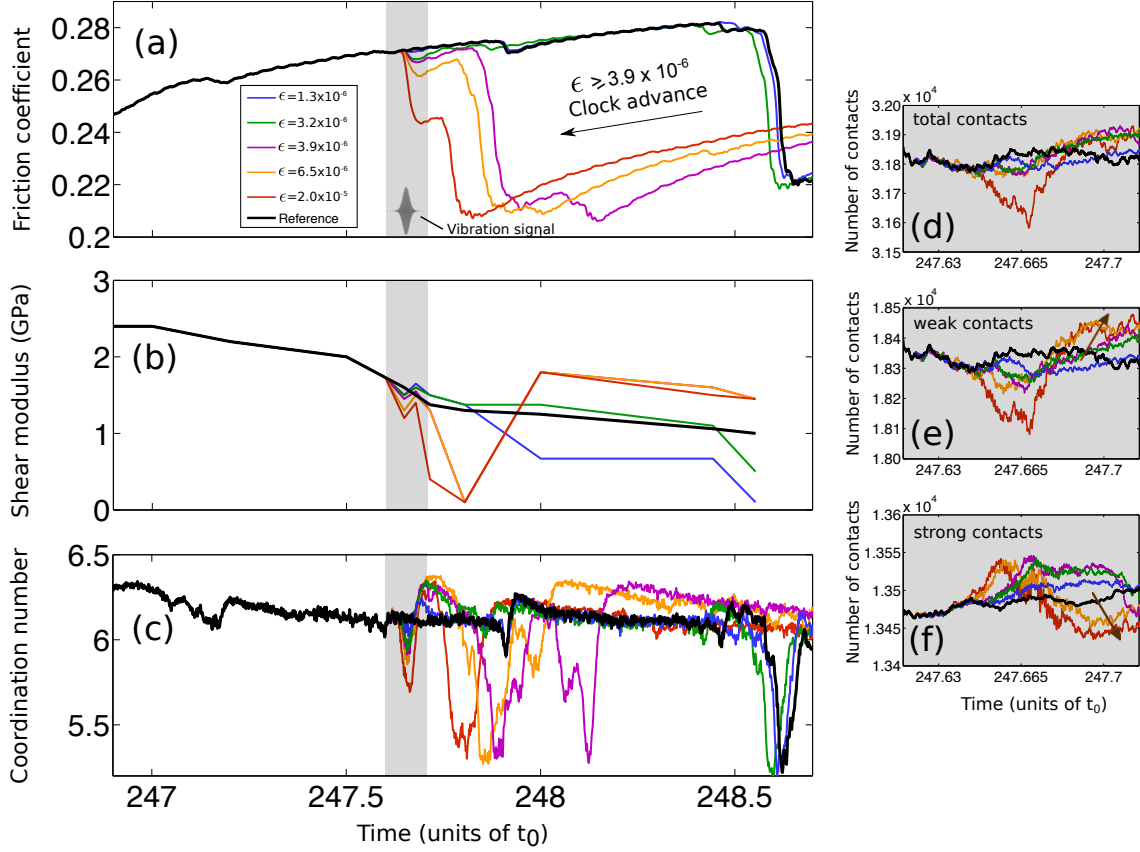 0.28
0.26
0.24
0.22
0.2
Friction coefficient
(a)
ϵ=1.3x10⁻⁶
ϵ=3.2x10⁻⁶
ϵ=3.9x10⁻⁶
ϵ=6.5x10⁻⁶
ϵ=2.0x10⁻⁵
Reference
Vibration signal
ϵ ⩾ 3.9 x 10⁻⁶
Clock advance
3
2
1
0
Shear modulus (GPa)
(b)
6.5
6
5.5
Coordination number
(c)
247
247.5
248
248.5
Time (units of t₀)
3.20
x 10⁴
3.19
3.18
3.17
3.16
3.15
Number of contacts
total contacts
(d)
247.63
247.665
247.7
1.85
x 10⁴
1.84
1.83
1.82
1.81
1.80
Number of contacts
weak contacts
(e)
247.63
247.665
247.7
1.36
x 10⁴
1.355
1.35
1.345
1.34
Number of contacts
strong contacts
(f)
247.63
247.665
247.7
Time (units of t₀)